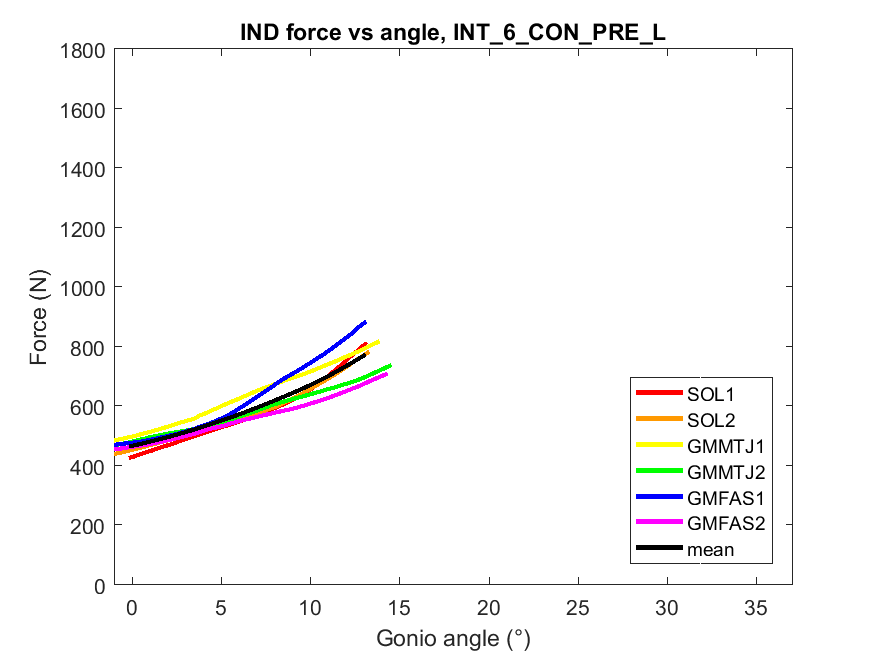 IND force vs angle, INT_6_CON_PRE_L
1800
1600
1400
1200
1000
800
600
400
200
0
Force (N)
0 5 10 15 20 25 30 35
Gonio angle (°)
SOL1
SOL2
GMMTJ1
GMMTJ2
GMFAS1
GMFAS2
mean